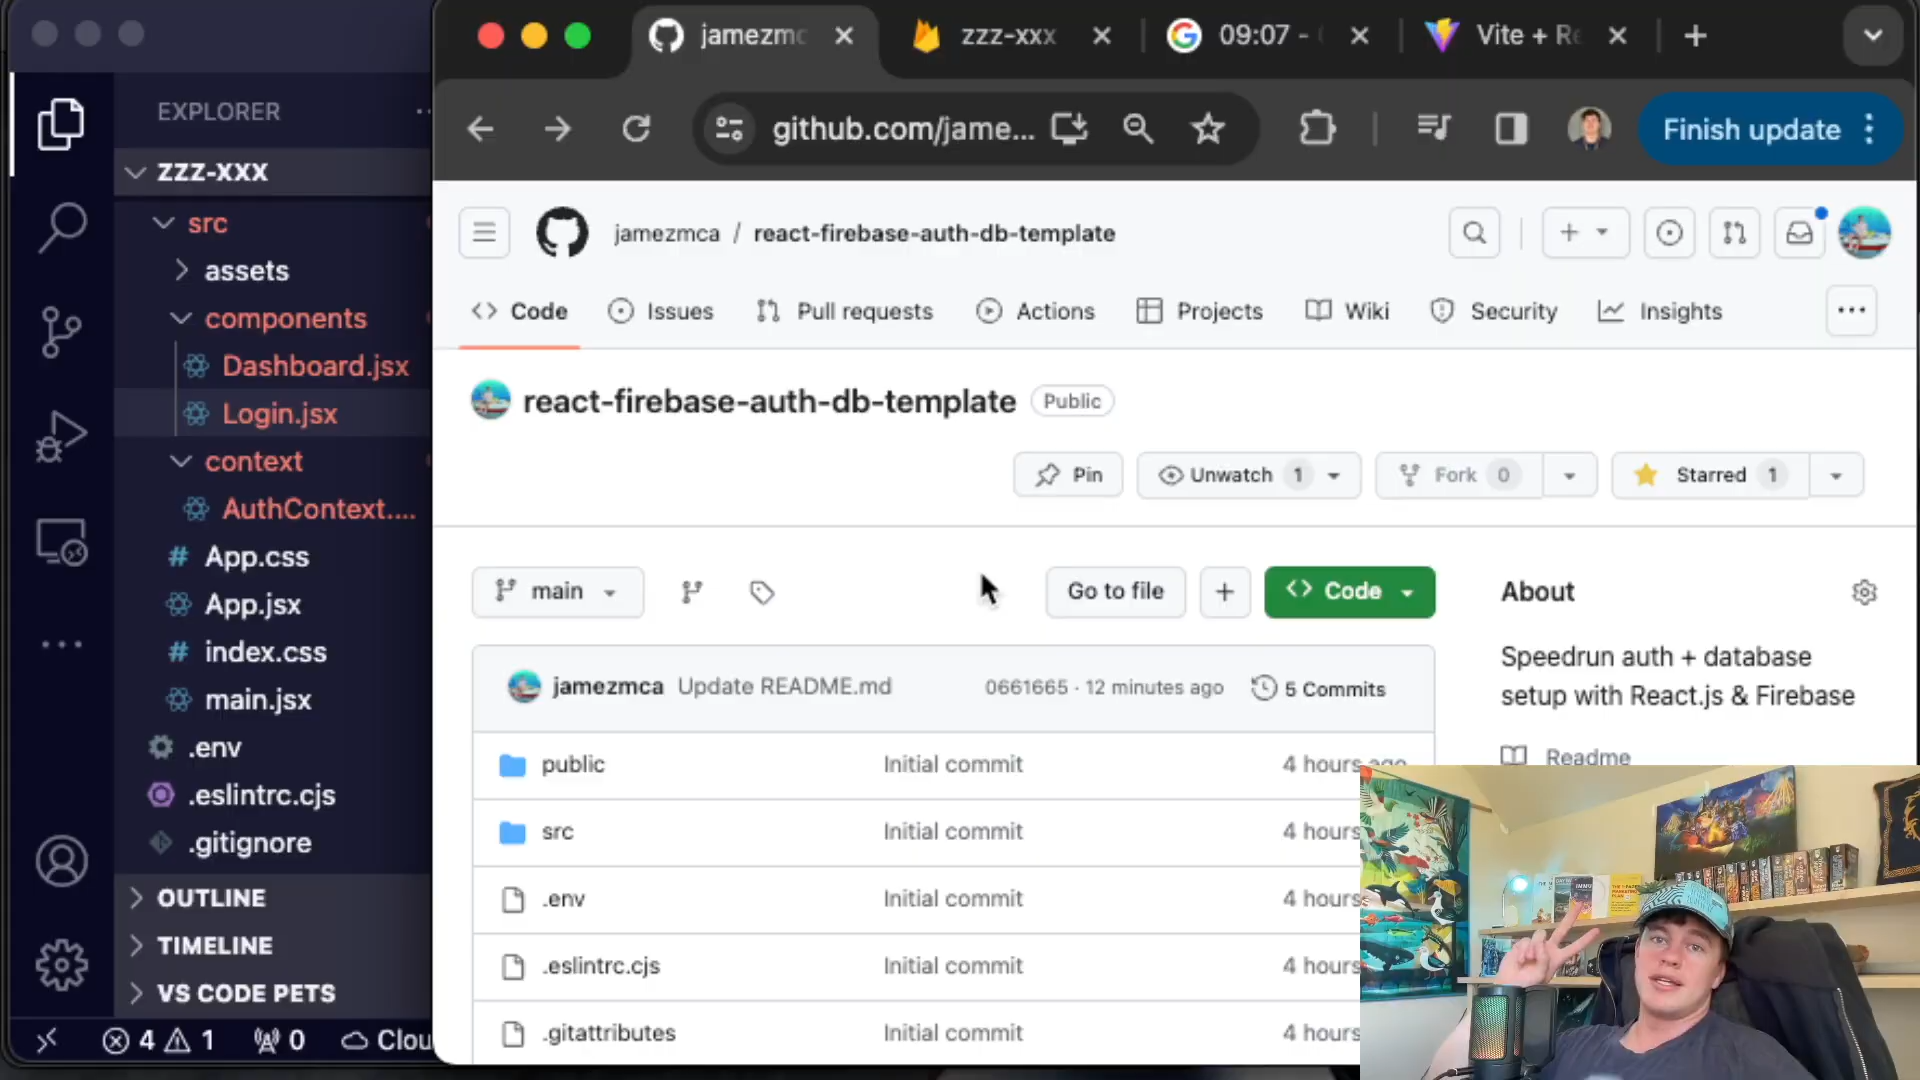 EXPLORER
ZZZ-XXX
src
assets
components
Dashboard.jsx
Login.jsx
context
AuthContext....
App.css
App.jsx
index.css
main.jsx
.env
.eslintrc.cjs
.gitignore
OUTLINE
TIMELINE
VS CODE PETS
4 1 0 Clou
jamezmc
zzz-xxx
09:07 -
Vite + Re
github.com/jame...
Finish update
jamezmca / react-firebase-auth-db-template
Code Issues Pull requests Actions Projects Wiki Security Insights
react-firebase-auth-db-template Public
Pin Unwatch 1 Fork 0 Starred 1
main Go to file Code
jamezmca Update README.md 0661665 · 12 minutes ago 5 Commits
public Initial commit 4 hours ago
src Initial commit 4 hours
.env Initial commit 4 hours
.eslintrc.cjs Initial commit 4 hours
.gitattributes Initial commit 4 hours
About
Speedrun auth + database
setup with React.js & Firebase
Readme